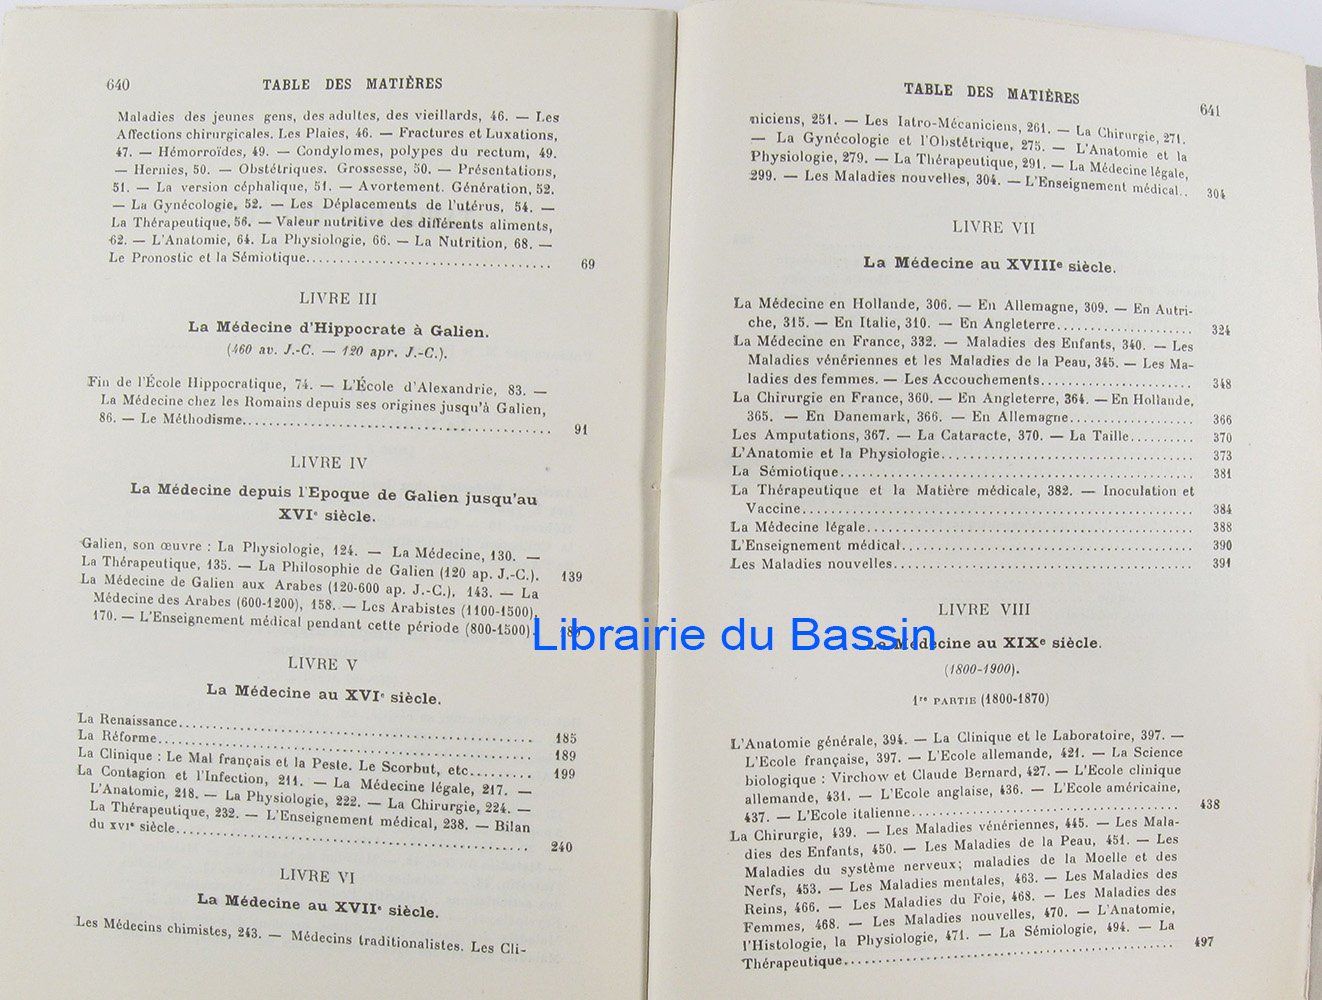 640 TABLE DES MATIÈRES
Maladies des jeunes gens, des adultes, des vieillards, 46. — Les
Affections chirurgicales. Les Plaies, 46. — Fractures et Luxations,
47. — Hémorroïdes, 49. — Condylomes, polypes du rectum, 49.
— Hernies, 50. — Obstétriques. Grossesse, 50. — Présentations,
51. — La version céphalique, 51. — Avortement. Génération, 52.
— La Gynécologie, 52. — Les Déplacements de l'utérus, 54. —
La Thérapeutique, 56. — Valeur nutritive des différents aliments,
62. — L'Anatomie, 64. La Physiologie, 66. — La Nutrition, 68. —
Le Pronostic et la Sémiotique.................................. 69
LIVRE III
La Médecine d'Hippocrate à Galien.
(460 av. J.-C. — 120 apr. J.-C.).
Fin de l'École Hippocratique, 74. — L'École d'Alexandrie, 83. —
La Médecine chez les Romains depuis ses origines jusqu'à Galien,
86. — Le Méthodisme.......................................... 91
LIVRE IV
La Médecine depuis l'Epoque de Galien jusqu'au
XVIe siècle.
Galien, son œuvre : La Physiologie, 124. — La Médecine, 130. —
La Thérapeutique, 135. — La Philosophie de Galien (120 ap. J.-C.). 139
La Médecine de Galien aux Arabes (120-600 ap. J.-C.), 143. — La
Médecine des Arabes (600-1200), 158. — Les Arabistes (1100-1500),
170. — L'Enseignement médical pendant cette période (800-1500).
LIVRE V
La Médecine au XVIe siècle.
La Renaissance................................................ 185
La Réforme.................................................... 189
La Clinique : Le Mal français et la Peste. Le Scorbut, etc......... 199
La Contagion et l'Infection, 211. — La Médecine légale, 217. —
L'Anatomie, 218. — La Physiologie, 222. — La Chirurgie, 224. —
La Thérapeutique, 232. — L'Enseignement médical, 238. — Bilan
du XVIe siècle................................................ 240
LIVRE VI
La Médecine au XVIIe siècle.
Les Médecins chimistes, 243. — Médecins traditionalistes. Les Cli-
TABLE DES MATIÈRES 641
niciens, 251. — Les Iatro-Mécaniciens, 261. — La Chirurgie, 271.
— La Gynécologie et l'Obstétrique, 275. — L'Anatomie et la
Physiologie, 279. — La Thérapeutique, 291. — La Médecine légale,
299. — Les Maladies nouvelles, 304. — L'Enseignement médical.. 304
LIVRE VII
La Médecine au XVIIIe siècle.
La Médecine en Hollande, 306. — En Allemagne, 309. — En Autri-
che, 315. — En Italie, 310. — En Angleterre.................... 324
La Médecine en France, 332. — Maladies des Enfants, 340. — Les
Maladies vénériennes et les Maladies de la Peau, 345. — Les Ma-
ladies des femmes. — Les Accouchements...................... 348
La Chirurgie en France, 360. — En Angleterre, 364. — En Hollande,
365. — En Danemark, 366. — En Allemagne.................. 366
Les Amputations, 367. — La Cataracte, 370. — La Taille.......... 370
L'Anatomie et la Physiologie................................... 373
La Sémiotique................................................. 381
La Thérapeutique et la Matière médicale, 382. — Inoculation et
Vaccine....................................................... 384
La Médecine légale............................................. 388
L'Enseignement médical........................................ 390
Les Maladies nouvelles......................................... 391
LIVRE VIII
La Médecine au XIXe siècle.
(1800-1900).
1re PARTIE (1800-1870)
L'Anatomie générale, 394. — La Clinique et le Laboratoire, 397. —
L'Ecole française, 397. — L'Ecole allemande, 421. — La Science
biologique : Virchow et Claude Bernard, 427. — L'Ecole clinique
allemande, 431. — L'Ecole anglaise, 436. — L'Ecole américaine,
437. — L'Ecole italienne....................................... 438
La Chirurgie, 439. — Les Maladies vénériennes, 445. — Les Mala-
dies des Enfants, 450. — Les Maladies de la Peau, 451. — Les
Maladies du système nerveux; maladies de la Moelle et des
Nerfs, 453. — Les Maladies mentales, 463. — Les Maladies des
Reins, 466. — Les Maladies du Foie, 468. — Les Maladies des
Femmes, 468. — Les Maladies nouvelles, 470. — L'Anatomie,
l'Histologie, la Physiologie, 471. — La Sémiologie, 494. — La
Thérapeutique................................................. 497
Librairie du Bassin